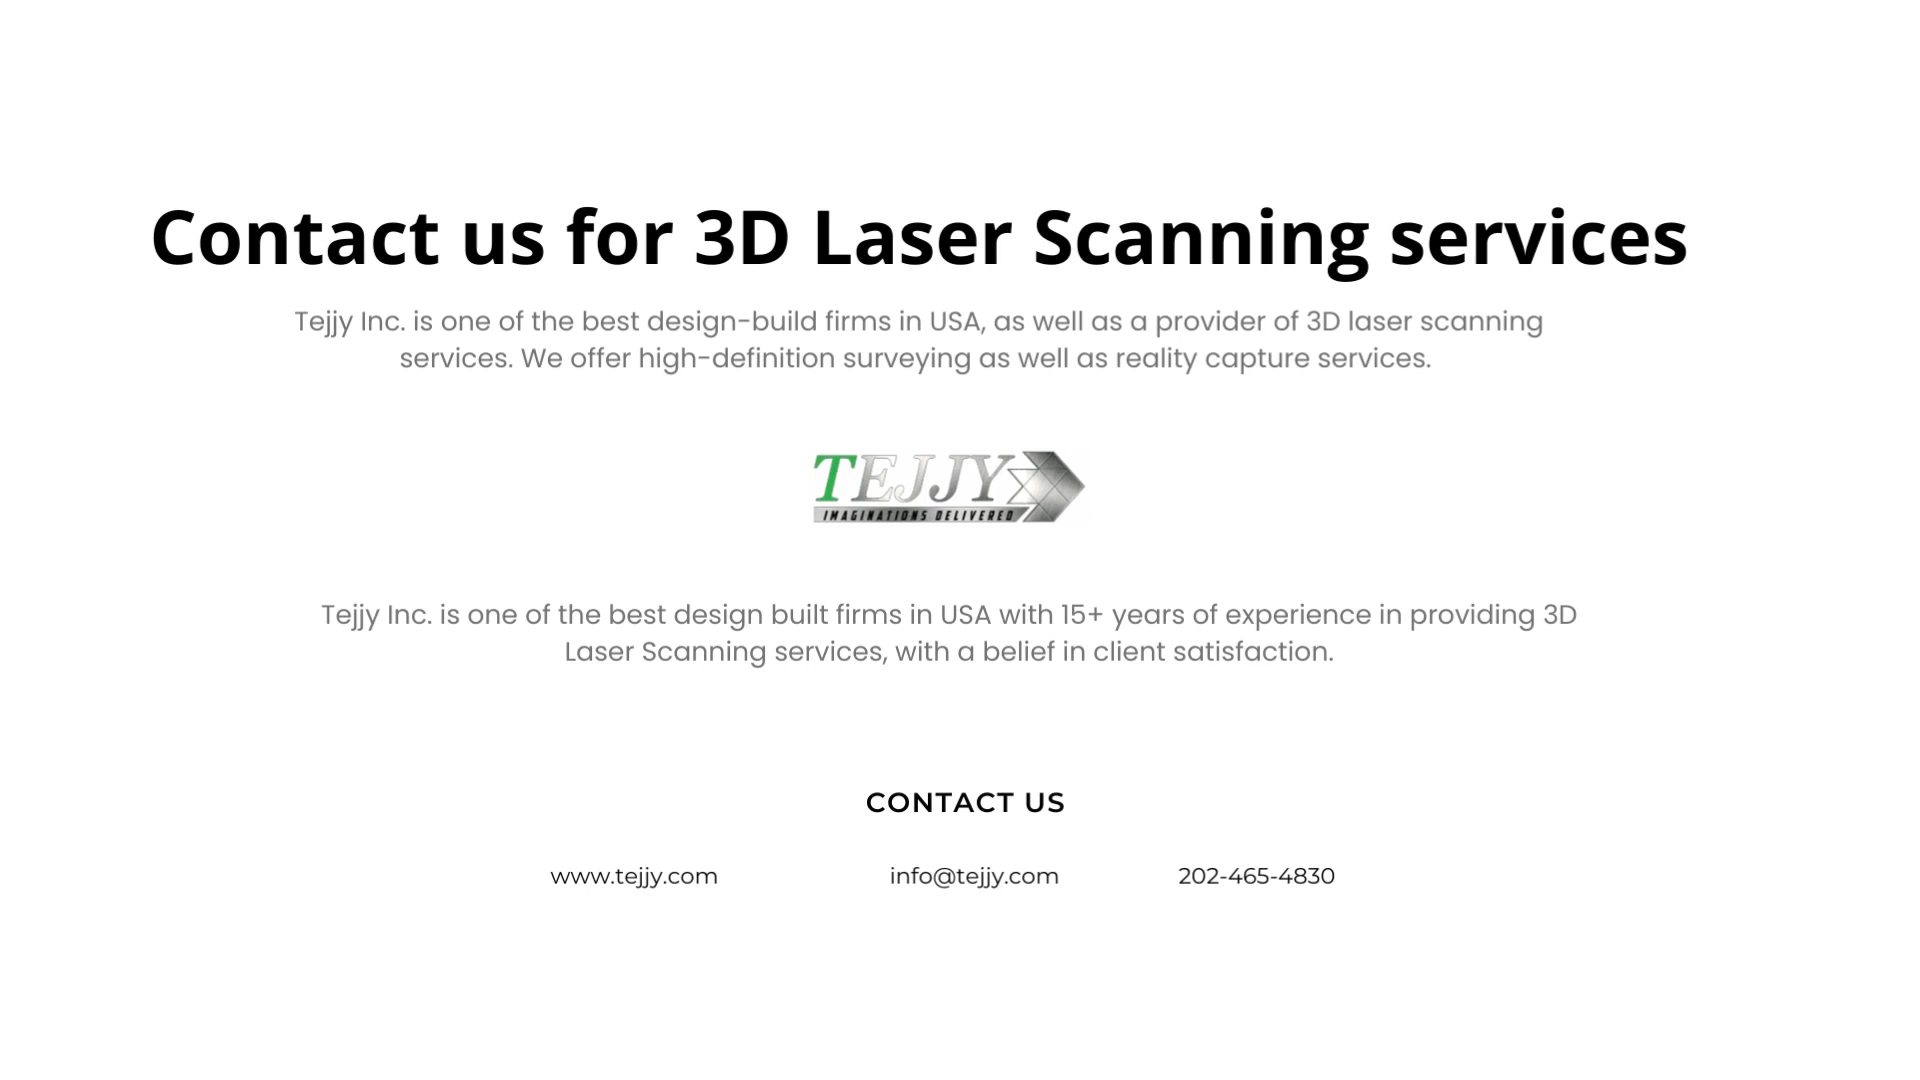 Contact us for 3D Laser Scanning services
Tejjy Inc. is one of the best design-build firms in USA, as well as a provider of 3D laser scanning
services. We offer high-definition surveying as well as reality capture services.
TEJJY
IMAGINATIONS DELIVERED
Tejjy Inc. is one of the best design built firms in USA with 15+ years of experience in providing 3D
Laser Scanning services, with a belief in client satisfaction.
CONTACT US
www.tejjy.com info@tejjy.com 202-465-4830